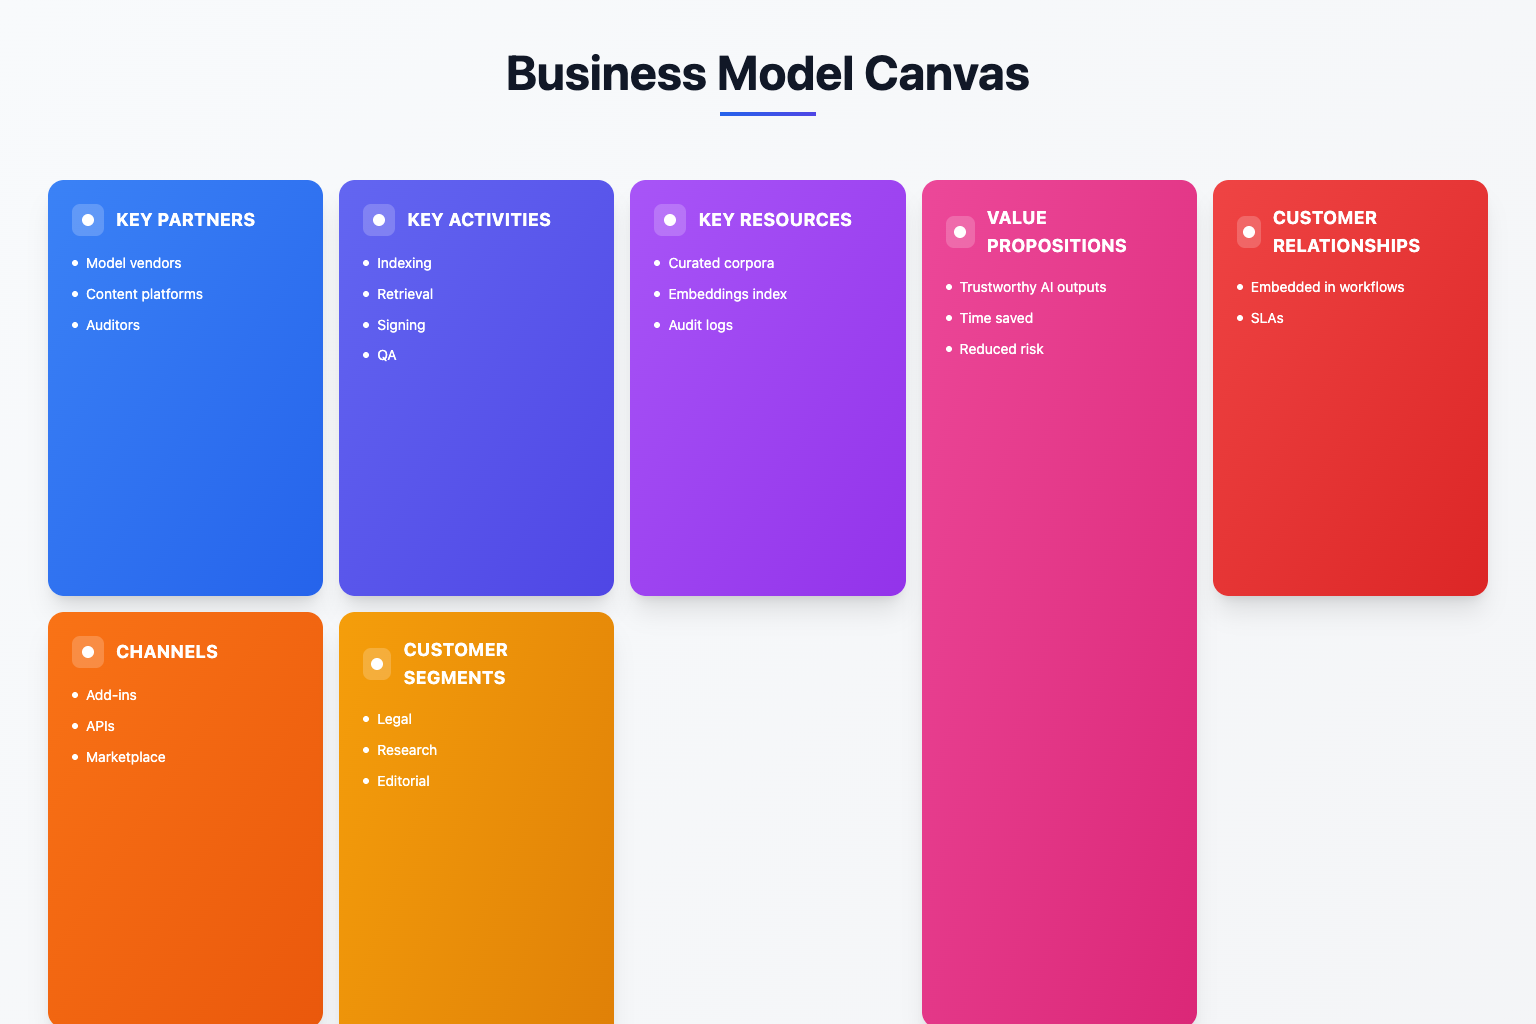 Business Model Canvas
KEY PARTNERS
Model vendors
Content platforms
Auditors
KEY ACTIVITIES
Indexing
Retrieval
Signing
QA
KEY RESOURCES
Curated corpora
Embeddings index
Audit logs
VALUE
PROPOSITIONS
Trustworthy AI outputs
Time saved
Reduced risk
CUSTOMER
RELATIONSHIPS
Embedded in workflows
SLAs
CHANNELS
Add-ins
APIs
Marketplace
CUSTOMER
SEGMENTS
Legal
Research
Editorial